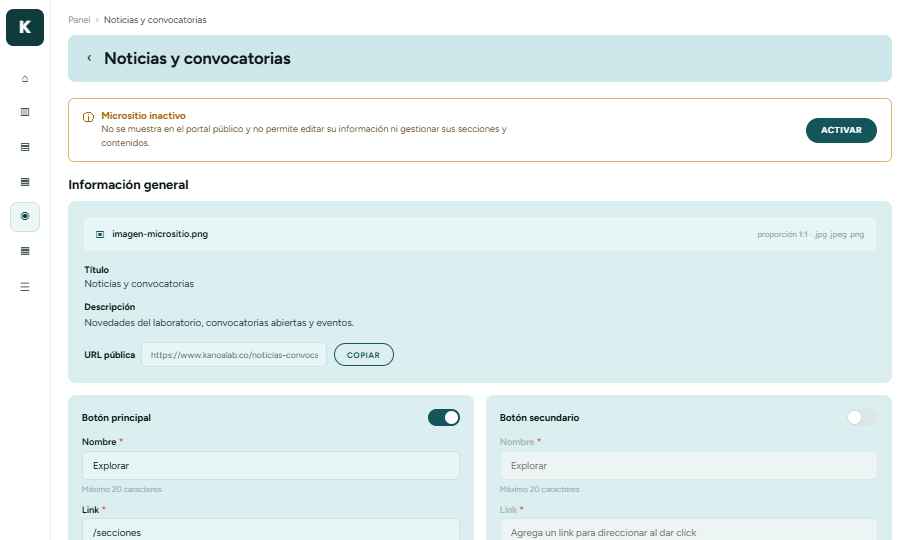 K
Panel › Noticias y convocatorias
‹ Noticias y convocatorias
Micrositio inactivo
No se muestra en el portal público y no permite editar su información ni gestionar sus secciones y
contenidos.
ACTIVAR
Información general
imagen-micrositio.png
proporción 1:1 · .jpg .jpeg .png
Título
Noticias y convocatorias
Descripción
Novedades del laboratorio, convocatorias abiertas y eventos.
URL pública
https://www.kanoalab.co/noticias-convoca
COPIAR
Botón principal
Nombre *
Explorar
Máximo 20 caracteres
Link *
/secciones
Botón secundario
Nombre *
Explorar
Máximo 20 caracteres
Link *
Agrega un link para direccionar al dar click